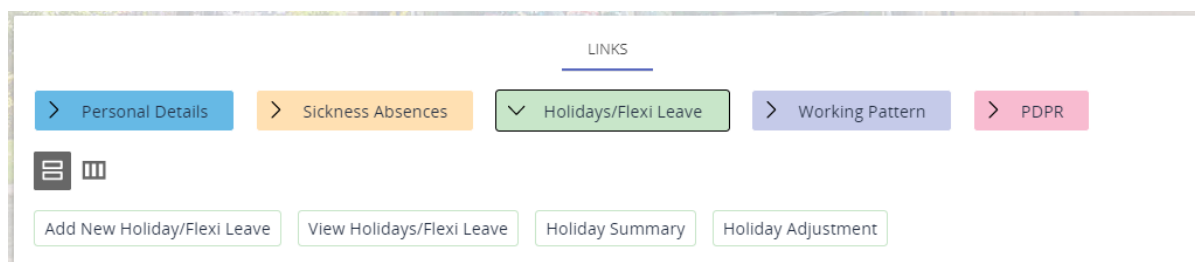 LINKS
Personal Details Sickness Absences Holidays/Flexi Leave Working Pattern PDPR
Add New Holiday/Flexi Leave View Holidays/Flexi Leave Holiday Summary Holiday Adjustment